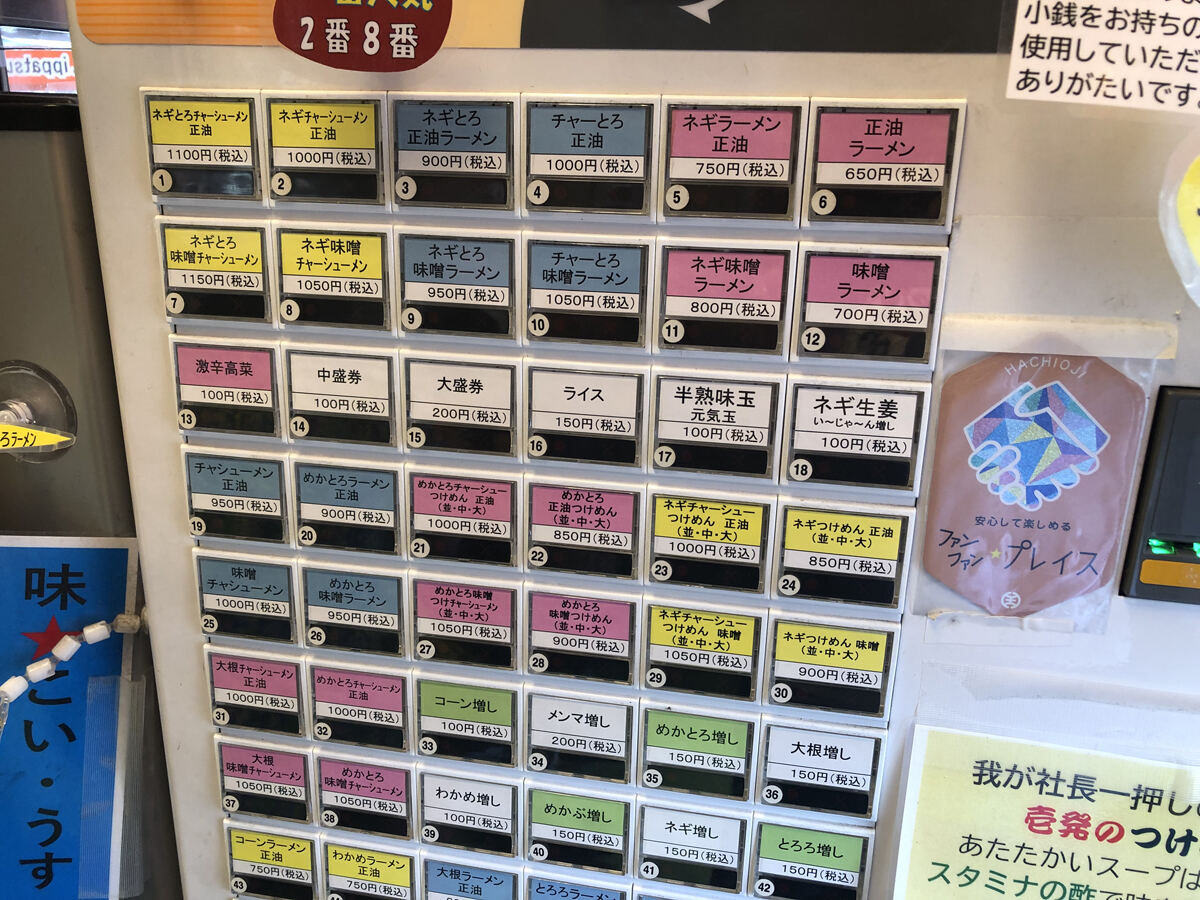 2番8番
小銭をお持ちの
使用していただ
ありがたいです
ippatsu
ネギとろチャーシューメン
正油
1100円(税込)
1
ネギチャーシューメン
正油
1000円(税込)
2
ネギとろ
正油ラーメン
900円(税込)
3
チャーとろ
正油
1000円(税込)
4
ネギラーメン
正油
750円(税込)
5
正油
ラーメン
650円(税込)
6
ネギとろ
味噌チャーシューメン
1150円(税込)
7
ネギ味噌
チャーシューメン
1050円(税込)
8
ネギとろ
味噌ラーメン
950円(税込)
9
チャーとろ
味噌ラーメン
1050円(税込)
10
ネギ味噌
ラーメン
800円(税込)
11
味噌
ラーメン
700円(税込)
12
激辛高菜
100円(税込)
13
中盛券
100円(税込)
14
大盛券
200円(税込)
15
ライス
150円(税込)
16
半熟味玉
元気玉
100円(税込)
17
ネギ生姜
い~じゃ~ん増し
100円(税込)
18
チャシューメン
正油
950円(税込)
19
めかとろラーメン
正油
900円(税込)
20
めかとろチャーシュー
つけめん 正油
(並・中・大)
1000円(税込)
21
めかとろ
正油つけめん
(並・中・大)
850円(税込)
22
ネギチャーシュー
つけめん 正油
(並・中・大)
1000円(税込)
23
ネギつけめん 正油
(並・中・大)
850円(税込)
24
味噌
チャシューメン
1000円(税込)
25
めかとろ
味噌ラーメン
950円(税込)
26
めかとろ味噌
つけチャーシューメン
(並・中・大)
1050円(税込)
27
めかとろ
味噌つけめん
(並・中・大)
900円(税込)
28
ネギチャーシュー
つけめん 味噌
(並・中・大)
1050円(税込)
29
ネギつけめん 味噌
(並・中・大)
900円(税込)
30
大根チャーシューメン
正油
1000円(税込)
31
めかとろチャーシューメン
正油
1000円(税込)
32
コーン増し
100円(税込)
33
メンマ増し
200円(税込)
34
めかとろ増し
150円(税込)
35
大根増し
150円(税込)
36
大根
味噌チャーシューメン
1050円(税込)
37
めかとろ
味噌チャーシューメン
1050円(税込)
38
わかめ増し
100円(税込)
39
めかぶ増し
150円(税込)
40
ネギ増し
150円(税込)
41
とろろ増し
150円(税込)
42
コーンラーメン
正油
750円(税込)
43
わかめラーメン
正油
750円(税込)
大根ラーメン
正油
とろろラーメン
とろラーメン
HACHIOJI
安心して楽しめる
ファン
ファン★プレイス
味
★こい・うす
我が社長一押し
壱発のつけ
あたたかいスープは
スタミナの酢で味